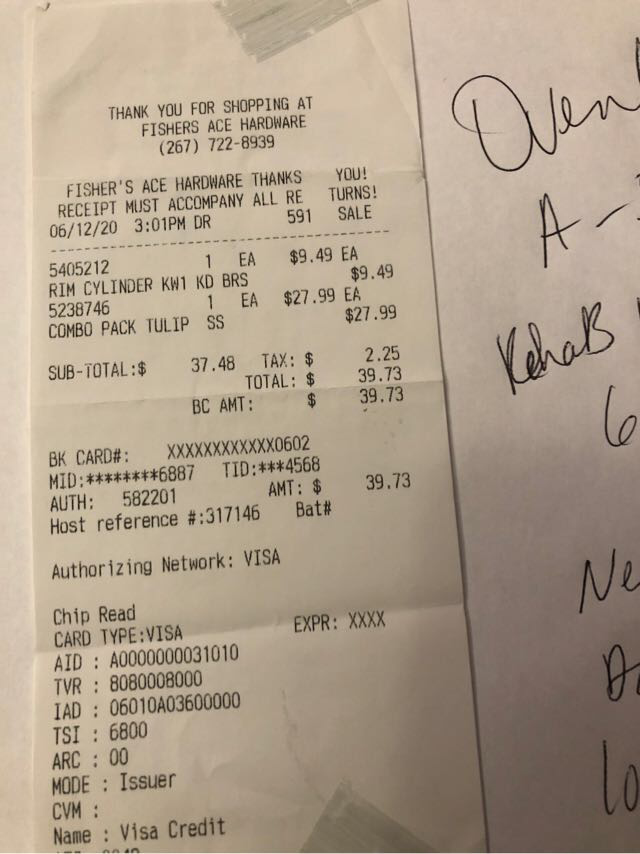 THANK YOU FOR SHOPPING AT
FISHERS ACE HARDWARE
(267) 722-8939
FISHER'S ACE HARDWARE THANKS YOU!
RECEIPT MUST ACCOMPANY ALL RE TURNS!
06/12/20 3:01PM DR 591 SALE
5405212 1 EA $9.49 EA
RIM CYLINDER KW1 KD BRS $9.49
5238746 1 EA $27.99 EA
COMBO PACK TULIP SS $27.99
SUB-TOTAL:$ 37.48 TAX: $ 2.25
TOTAL: $ 39.73
BC AMT: $ 39.73
BK CARD#: XXXXXXXXXXXX0602
MID:********6887 TID:***4568
AUTH: 582201 AMT: $ 39.73
Host reference #:317146 Bat#
Authorizing Network: VISA
Chip Read
CARD TYPE:VISA EXPR: XXXX
AID : A0000000031010
TVR : 8080008000
IAD : 06010A03600000
TSI : 6800
ARC : 00
MODE : Issuer
CVM :
Name : Visa Credit
A -
Rehab
6
Ne